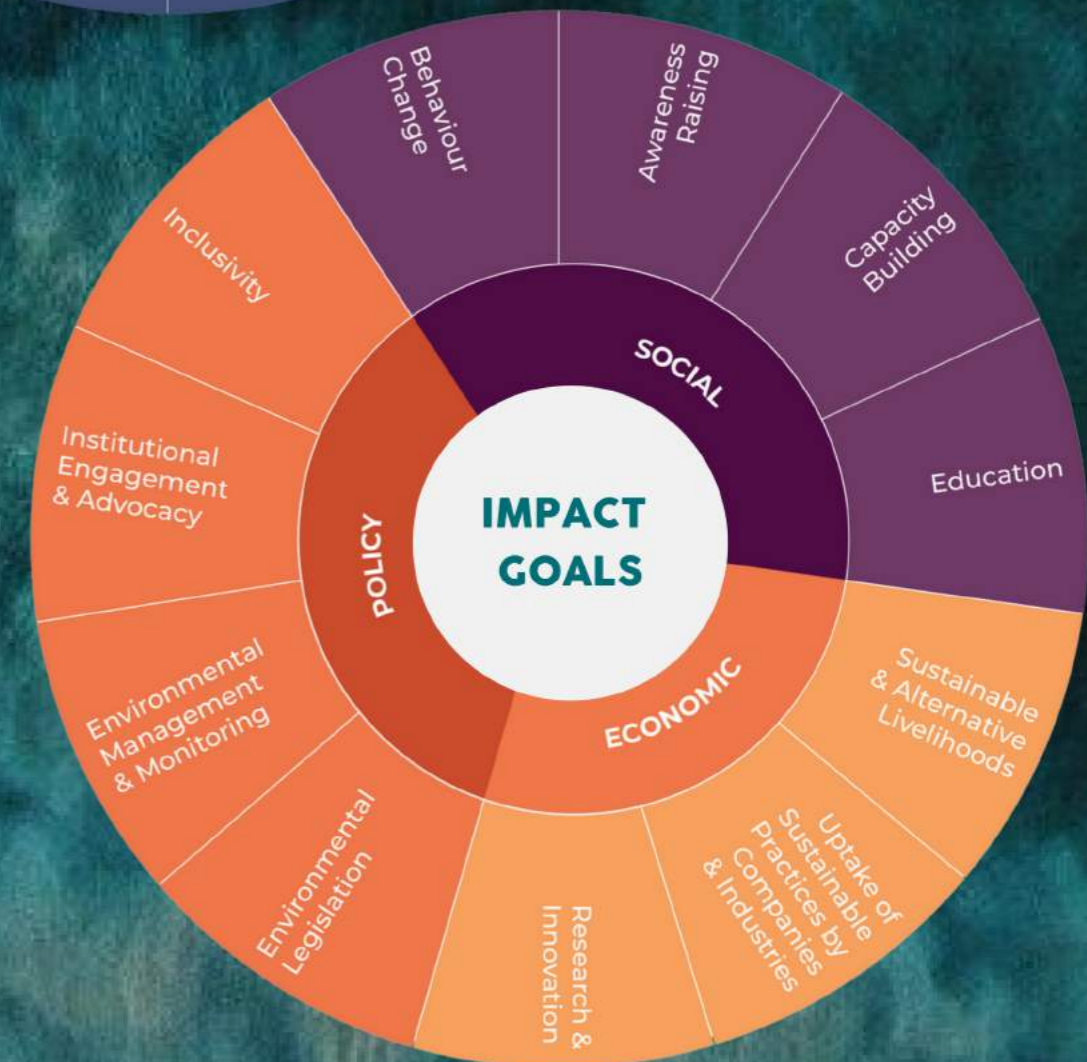 IMPACT
GOALS
SOCIAL
Behaviour
Change
Awareness
Raising
Capacity
Building
Education
ECONOMIC
Sustainable
& Alternative
Livelihoods
Uptake of
Sustainable
Practices by
Companies
& Industries
Research &
Innovation
POLICY
Environmental
Legislation
Environmental
Management
& Monitoring
Institutional
Engagement
& Advocacy
Inclusivity